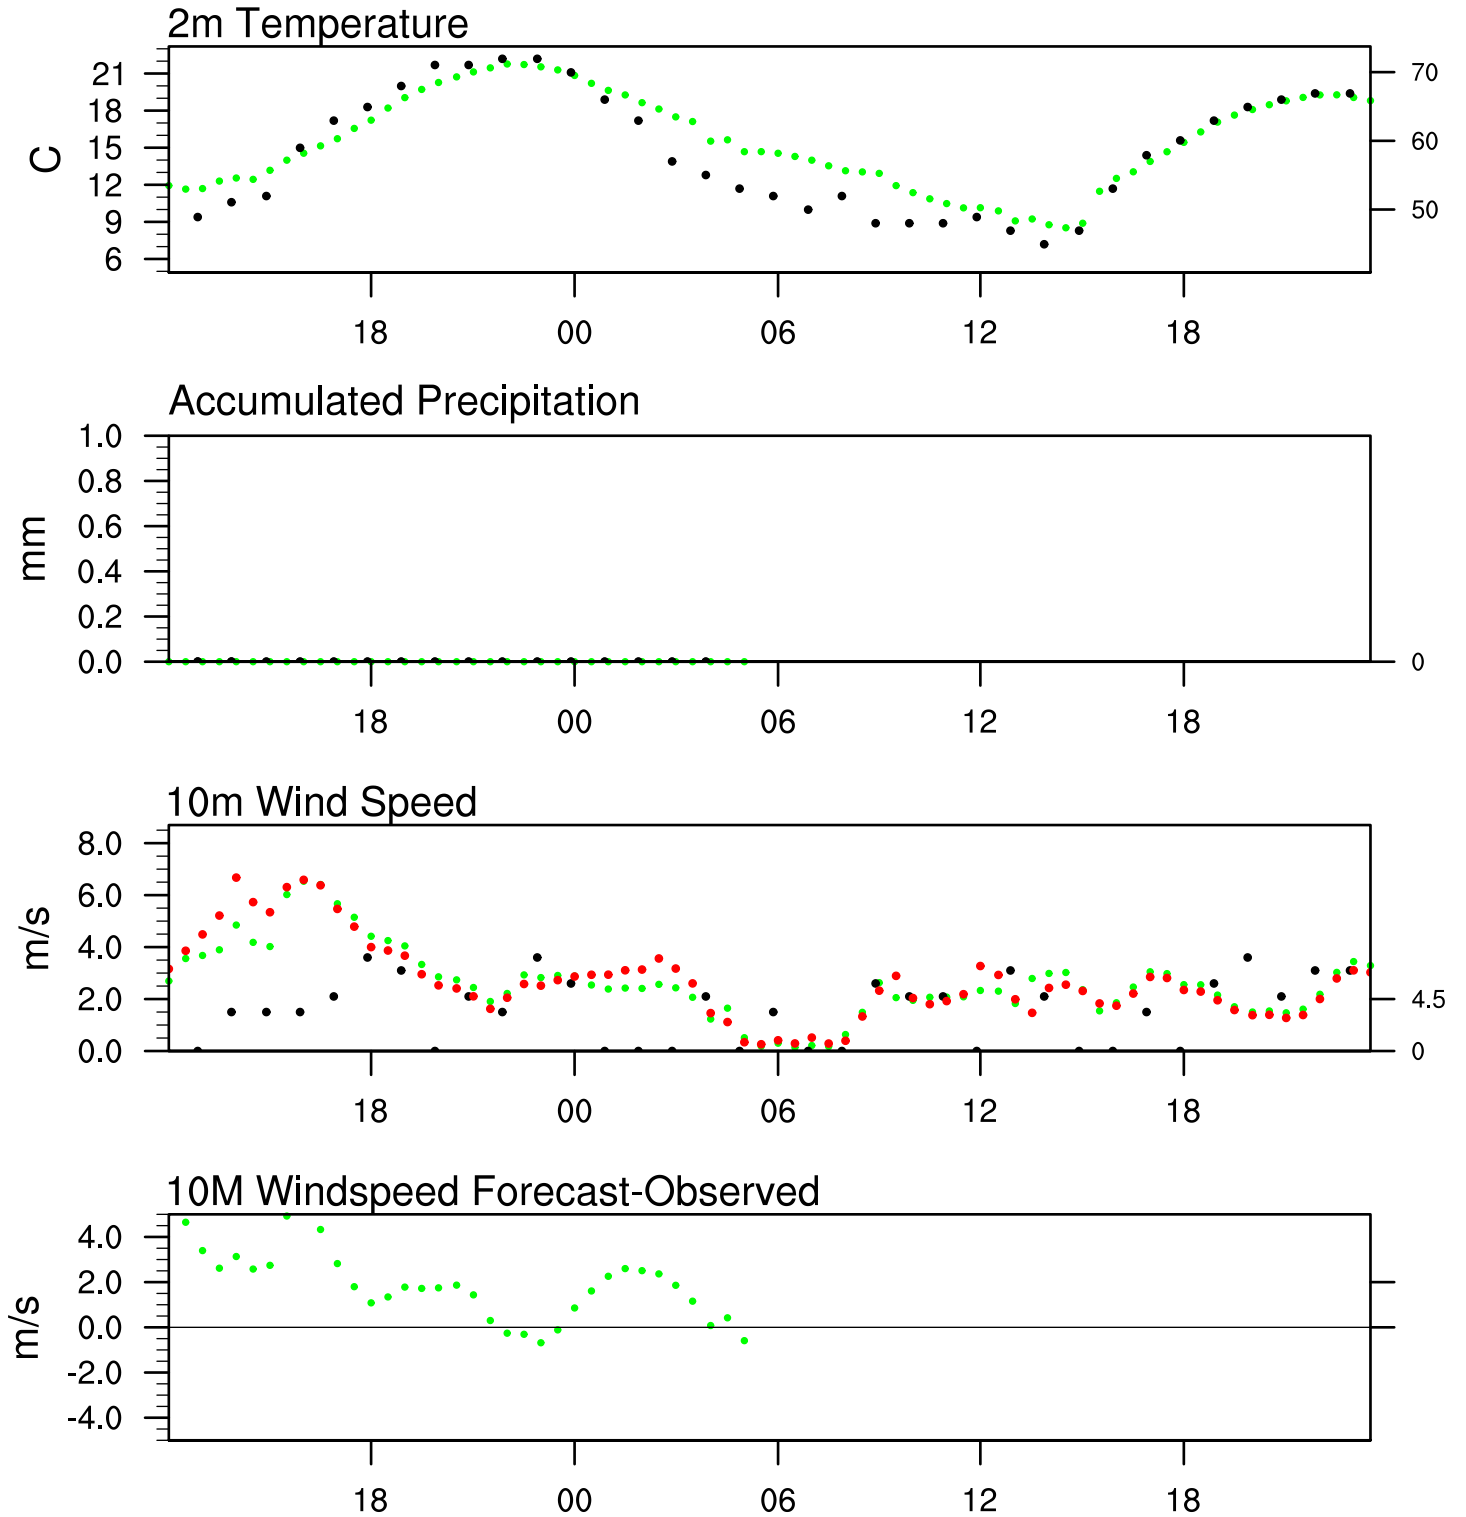 2m Temperature
21
18
15
12
9
6
C
70
60
50
18 00 06 12 18
Accumulated Precipitation
1.0
0.8
0.6
0.4
0.2
0.0
mm
0
18 00 06 12 18
10m Wind Speed
8.0
6.0
4.0
2.0
0.0
m/s
4.5
0
18 00 06 12 18
10M Windspeed Forecast-Observed
4.0
2.0
0.0
-2.0
-4.0
m/s
18 00 06 12 18